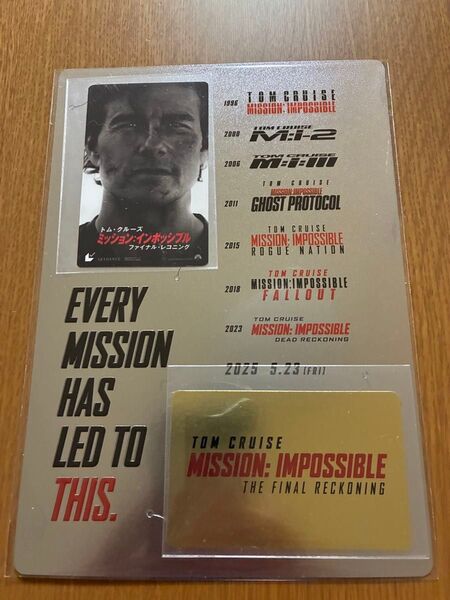 トム・クルーズ
ミッション:インポッシブル
ファイナル・レコニング
SKYDANCE
EVERY
MISSION
HAS
LED TO
THIS.
1996
TOM CRUISE
MISSION: IMPOSSIBLE
2000
TOM CRUISE
M:I-2
2006
TOM CRUISE
M:I:III
2011
TOM CRUISE
MISSION: IMPOSSIBLE
GHOST PROTOCOL
2015
TOM CRUISE
MISSION: IMPOSSIBLE
ROGUE NATION
2018
TOM CRUISE
MISSION: IMPOSSIBLE
FALLOUT
2023
TOM CRUISE
MISSION: IMPOSSIBLE
DEAD RECKONING
2025 5.23 (FRI)
TOM CRUISE
MISSION: IMPOSSIBLE
THE FINAL RECKONING